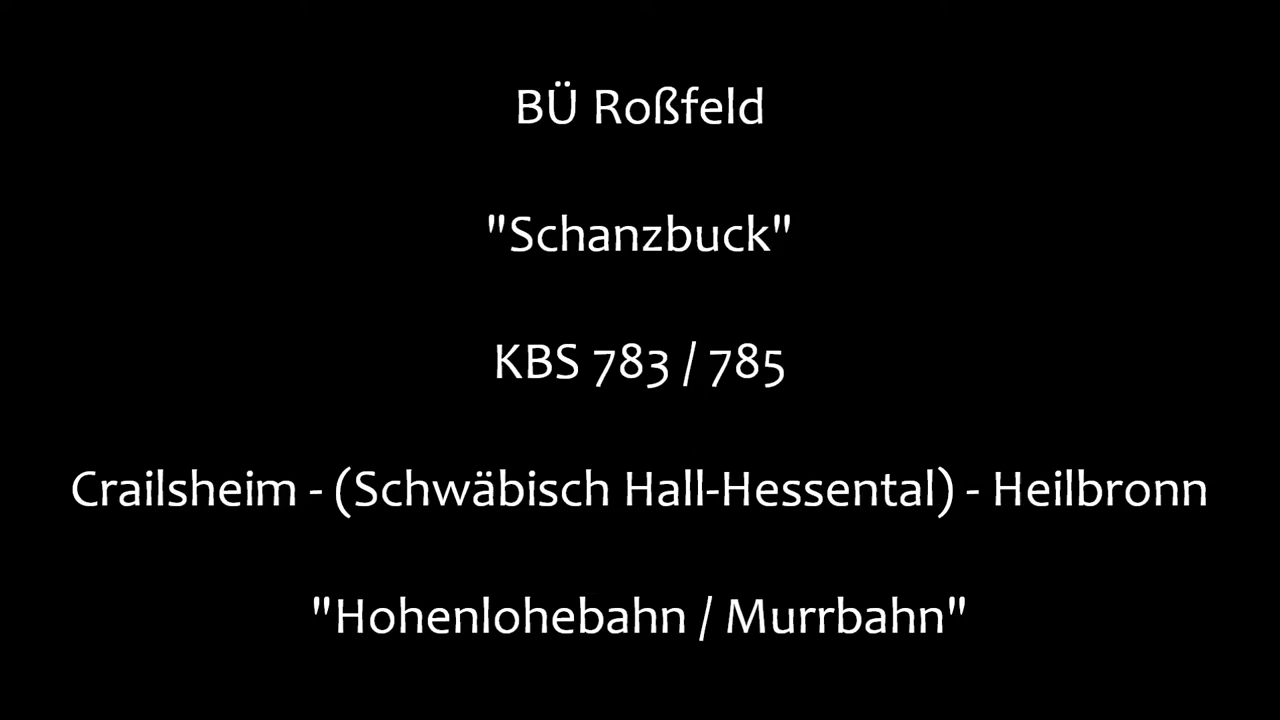 BÜ Roßfeld
"Schanzbuck"
KBS 783 / 785
Crailsheim - (Schwäbisch Hall-Hessental) - Heilbronn
"Hohenlohebahn / Murrbahn"